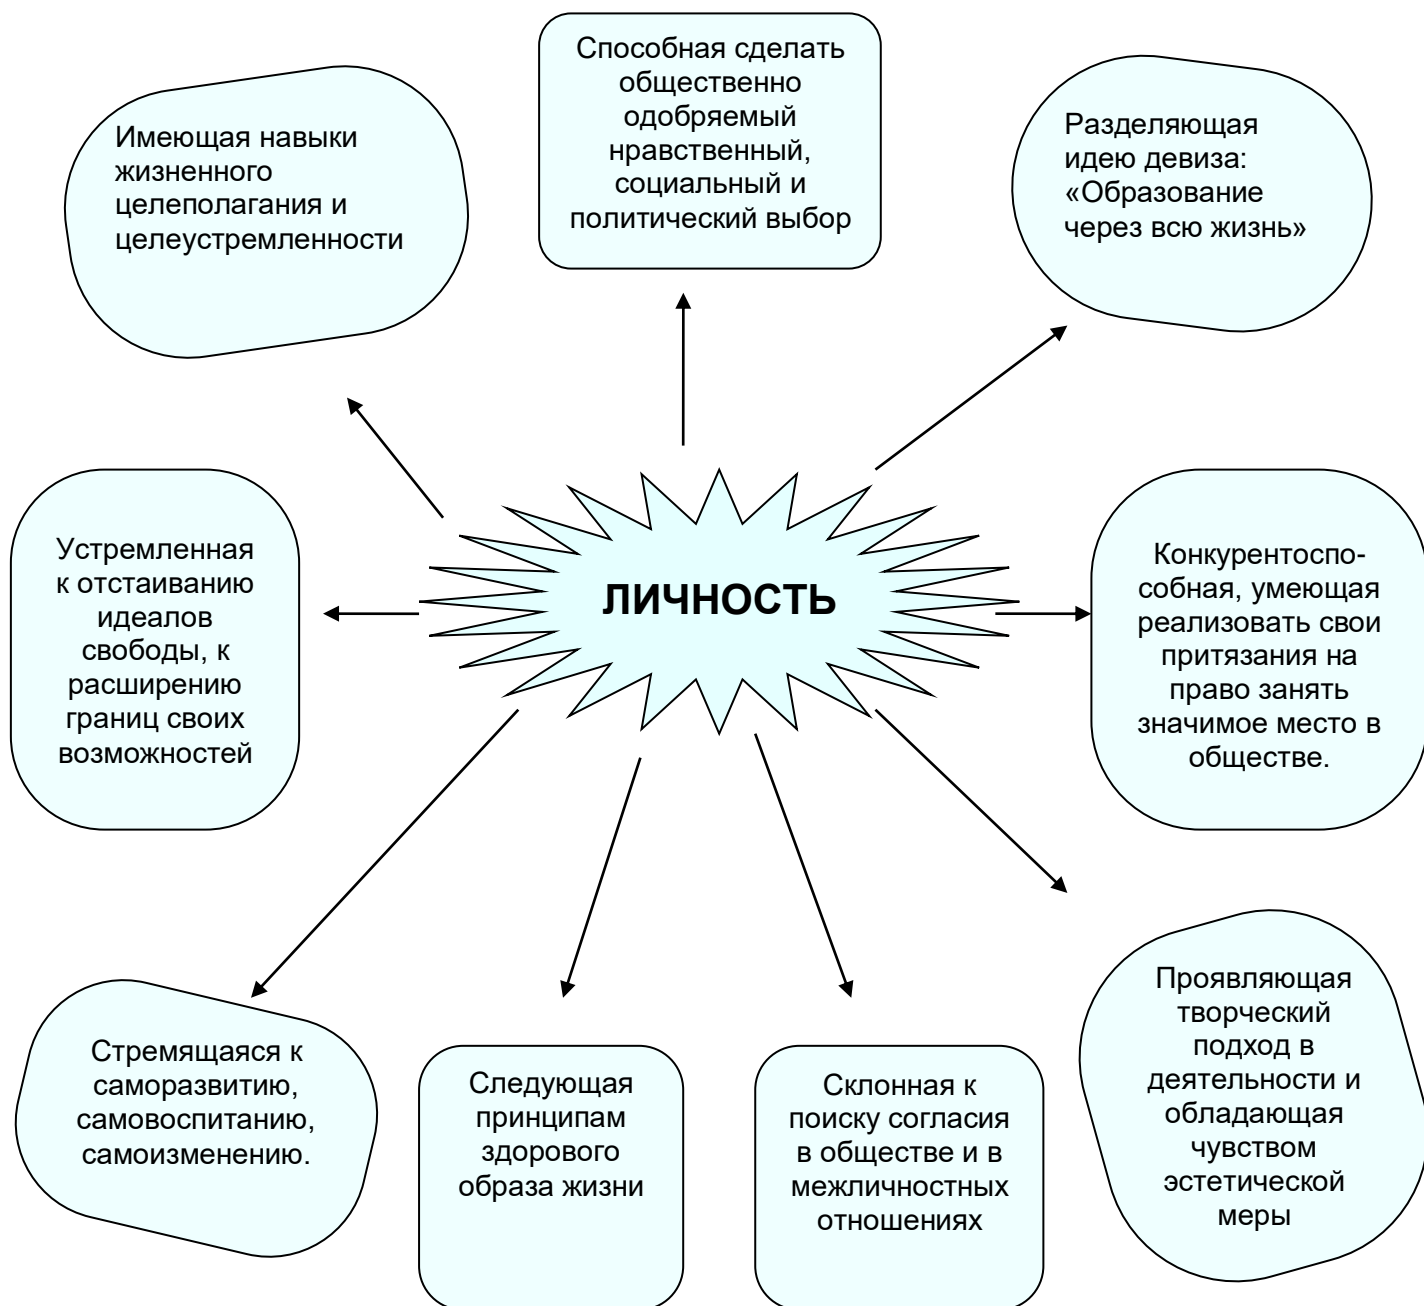 Способная сделать
общественно
одобряемый
нравственный,
социальный и
политический выбор
Имеющая навыки
жизненного
целеполагания и
целеустремленности
Разделяющая
идею девиза:
«Образование
через всю жизнь»
Устремленная
к отстаиванию
идеалов
свободы, к
расширению
границ своих
возможностей
ЛИЧНОСТЬ
Конкурентоспо-
собная, умеющая
реализовать свои
притязания на
право занять
значимое место в
обществе.
Стремящаяся к
саморазвитию,
самовоспитанию,
самоизменению.
Следующая
принципам
здорового
образа жизни
Склонная к
поиску согласия
в обществе и в
межличностных
отношениях
Проявляющая
творческий
подход в
деятельности и
обладающая
чувством
эстетической
меры